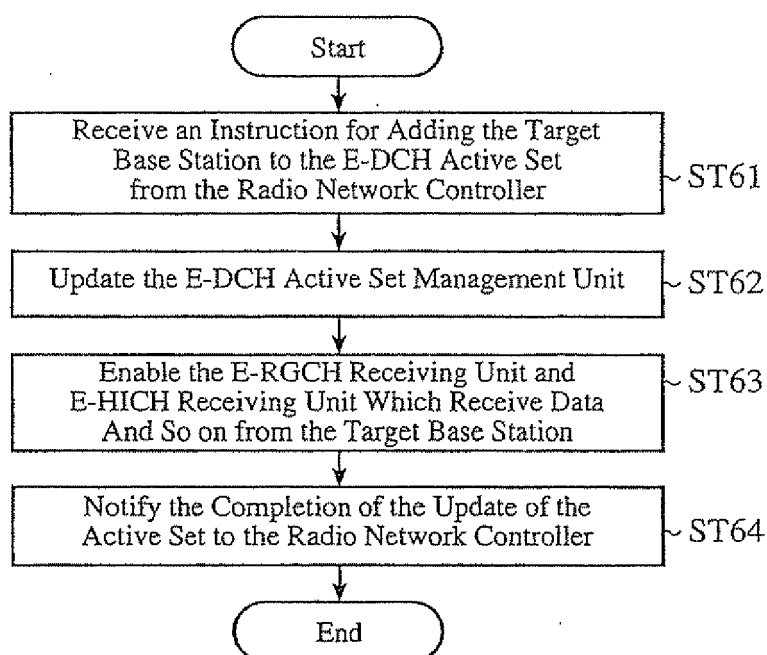 Start
Receive an Instruction for Adding the Target
Base Station to the E-DCH Active Set
from the Radio Network Controller
ST61
Update the E-DCH Active Set Management Unit
ST62
Enable the E-RGCH Receiving Unit and
E-HICH Receiving Unit Which Receive Data
And So on from the Target Base Station
ST63
Notify the Completion of the Update of the
Active Set to the Radio Network Controller
ST64
End